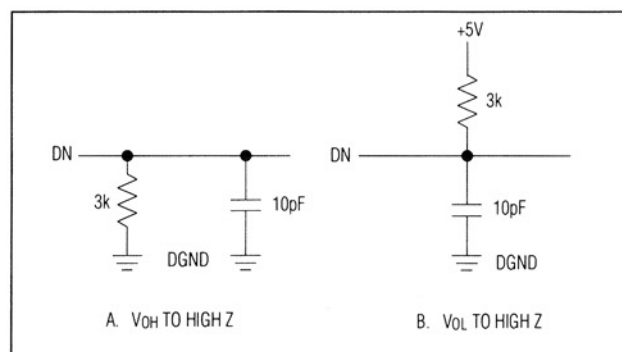 +5V
3k
DN
DN
3k
10pF
10pF
DGND
DGND
A. VOH TO HIGH Z
B. VOL TO HIGH Z